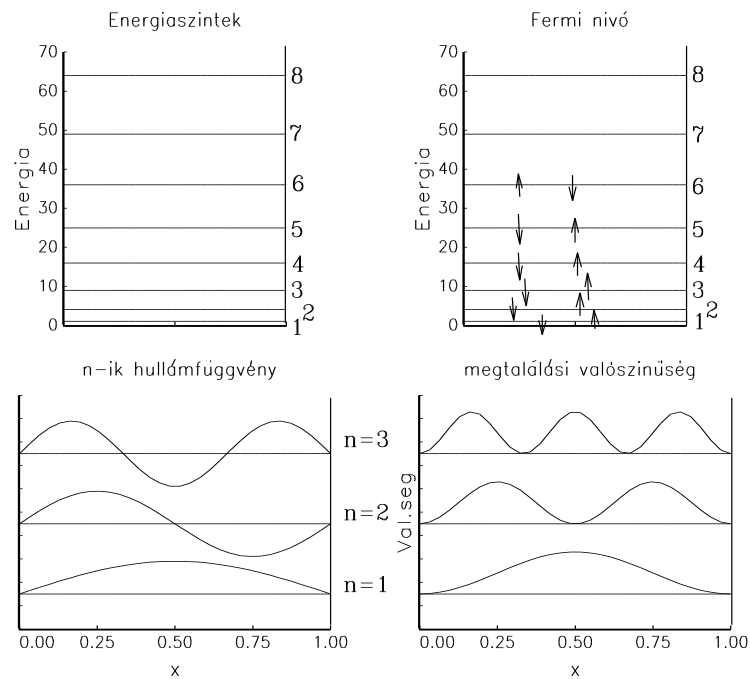 Energiaszintek
Fermi nivó
70
60
50
40
30
20
10
0
Energia
8
7
6
5
4
3
2
1
70
60
50
40
30
20
10
0
Energia
8
7
6
5
4
3
2
1
n-ik hullámfüggvény
megtalálási valószinűség
n=3
n=2
n=1
0.00 0.25 0.50 0.75 1.00
x
Val.seg
0.00 0.25 0.50 0.75 1.00
x